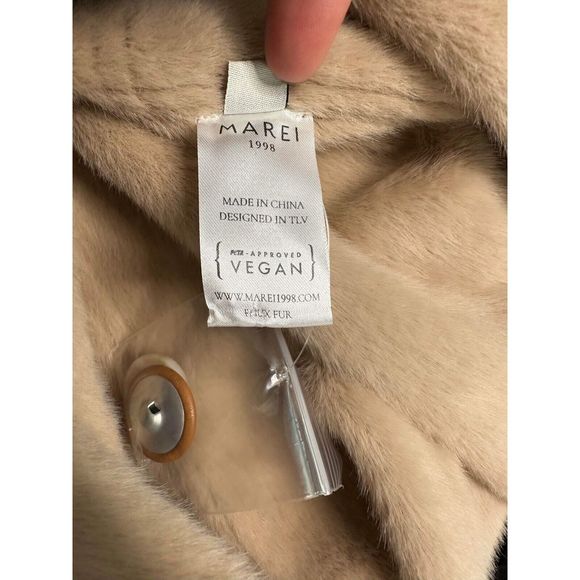 MAREI
1998
MADE IN CHINA
DESIGNED IN TLV
PETA - APPROVED
VEGAN
WWW.MAREI1998.COM
FAUX FUR